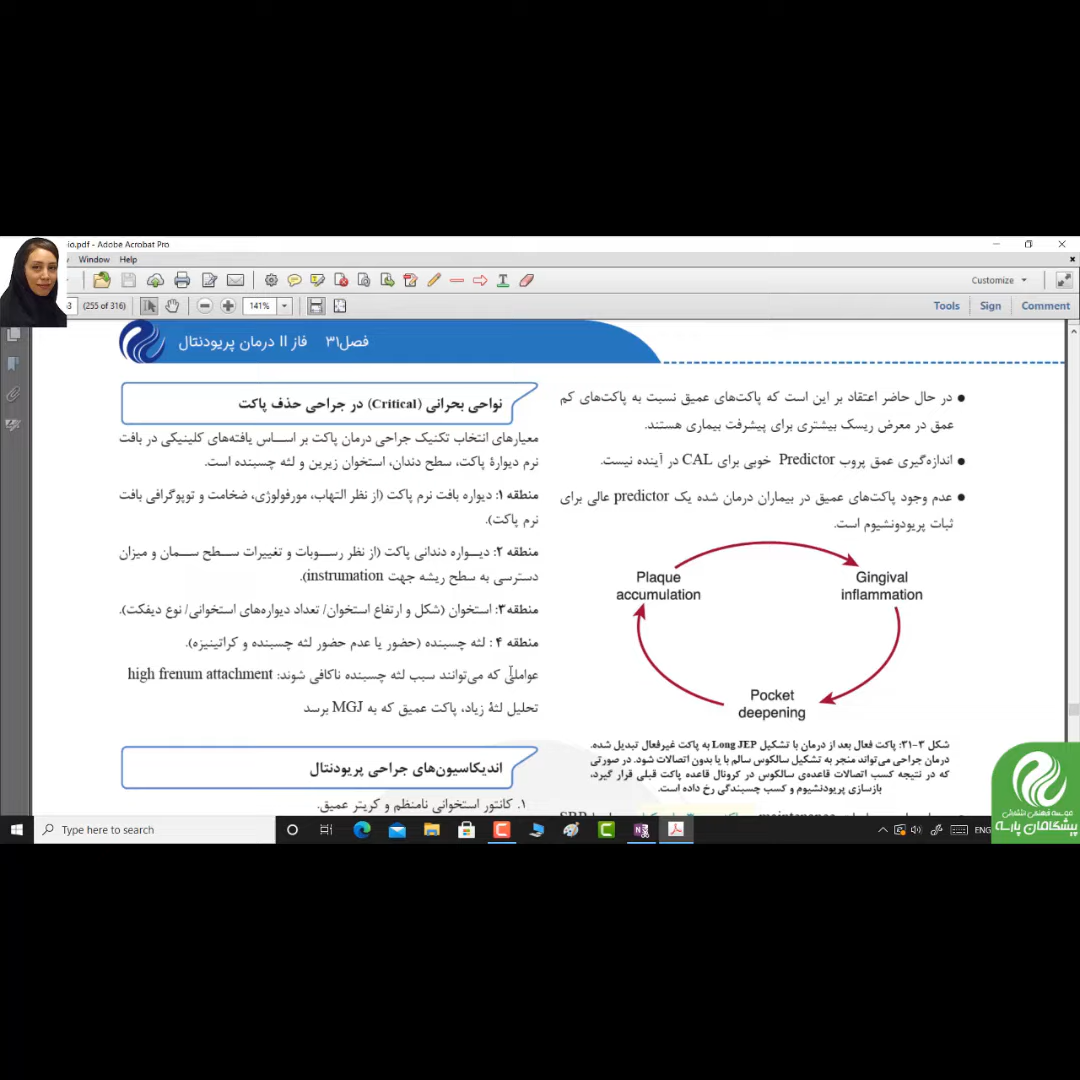 io.pdf - Adobe Acrobat Pro
Window Help
Customize
(255 of 316)
141%
Tools Sign Comment
فصل۳۱ فاز II درمان پریودنتال
در حال حاضر اعتقاد بر این است که پاکت‌های عمیق نسبت به پاکت‌های کم
عمق در معرض ریسک بیشتری برای پیشرفت بیماری هستند.
اندازه‌گیری عمق پروب Predictor خوبی برای CAL در آینده نیست.
عدم وجود پاکت‌های عمیق در بیماران درمان شده یک predictor عالی برای
ثبات پریودونشیوم است.
Plaque
accumulation
Gingival
inflammation
Pocket
deepening
شکل ۳-۳۱: پاکت فعال بعد از درمان با تشکیل Long JEP به پاکت غیرفعال تبدیل شده.
درمان جراحی می‌تواند منجر به تشکیل سالکوس سالم با یا بدون اتصالات شود. در صورتی
که در نتیجه کسب اتصالات قاعده‌ی سالکوس در کرونال قاعده پاکت قبلی قرار گیرد،
بازسازی پریودنشیوم و کسب چسبندگی رخ داده است.
نواحی بحرانی (Critical) در جراحی حذف پاکت
معیارهای انتخاب تکنیک جراحی درمان پاکت بر اساس یافته‌های کلینیکی در بافت
نرم دیوارهٔ پاکت، سطح دندان، استخوان زیرین و لثه چسبنده است.
منطقه ۱: دیواره بافت نرم پاکت (از نظر التهاب، مورفولوژی، ضخامت و توپوگرافی بافت
نرم پاکت).
منطقه ۲: دیواره دندانی پاکت (از نظر رسوبات و تغییرات سطح سمان و میزان
دسترسی به سطح ریشه جهت instrumation).
منطقه۳: استخوان (شکل و ارتفاع استخوان/ تعداد دیواره‌های استخوانی/ نوع دیفکت).
منطقه ۴ : لثه چسبنده (حضور یا عدم حضور لثه چسبنده و کراتینیزه).
عواملی که می‌توانند سبب لثه چسبنده ناکافی شوند: high frenum attachment
تحلیل لثهٔ زیاد، پاکت عمیق که به MGJ برسد
اندیکاسیون‌های جراحی پریودنتال
۱. کانتور استخوانی نامنظم و کریتر عمیق.
Type here to search
ENG
موسسه فرهنگی انتشاراتی
پیشگامان پارسه